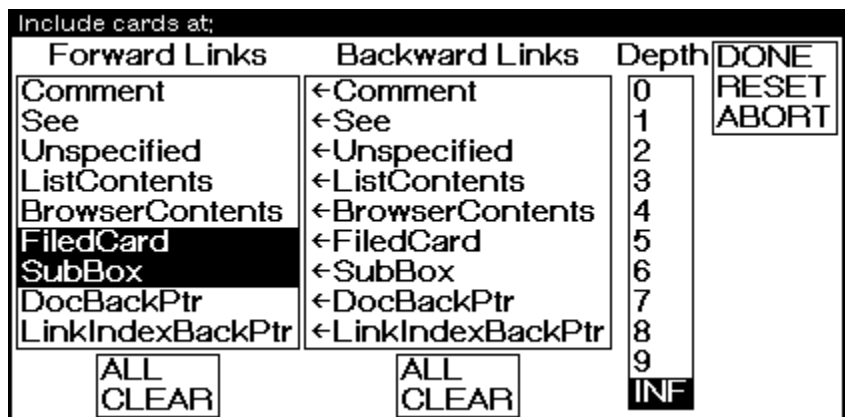 Include cards at;
Forward Links
Comment
See
Unspecified
ListContents
BrowserContents
FiledCard
SubBox
DocBackPtr
LinkIndexBackPtr
ALL
CLEAR
Backward Links
←Comment
←See
←Unspecified
←ListContents
←BrowserContents
←FiledCard
←SubBox
←DocBackPtr
←LinkIndexBackPtr
ALL
CLEAR
Depth
0
1
2
3
4
5
6
7
8
9
INF
DONE
RESET
ABORT